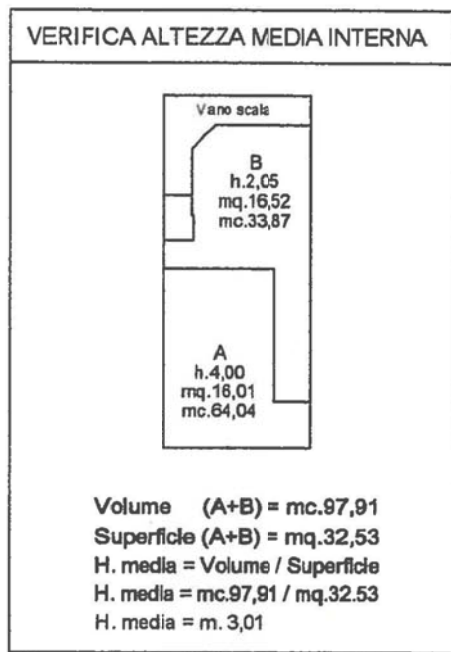 VERIFICA ALTEZZA MEDIA INTERNA
Vano scala
B
h.2,05
mq.16,52
mc.33,87
A
h.4,00
mq.16,01
mc.64,04
Volume (A+B) = mc.97,91
Superficie (A+B) = mq.32,53
H. media = Volume / Superficie
H. media = mc.97,91 / mq.32.53
H. media = m. 3,01